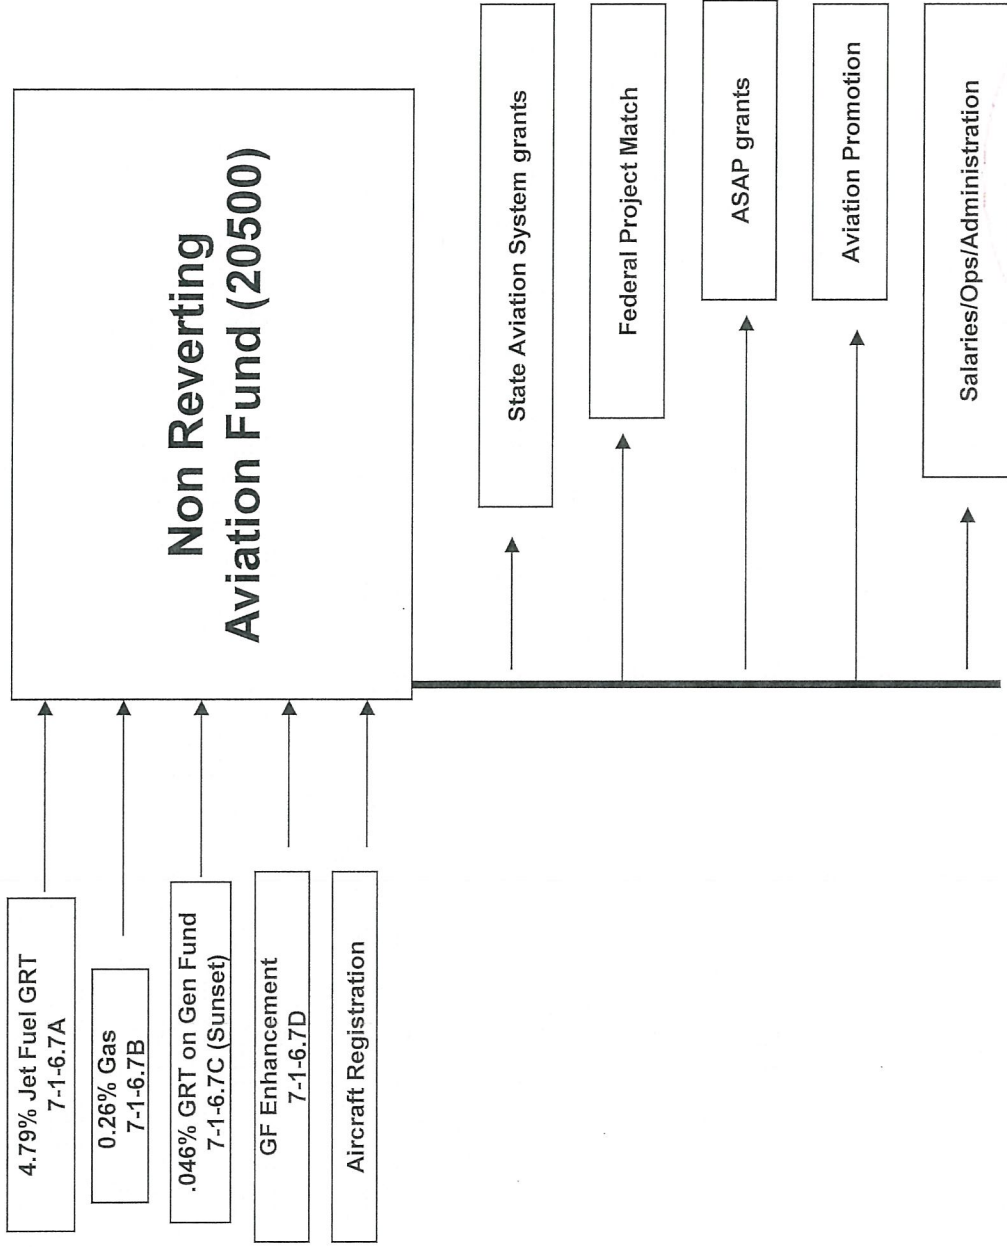 Non Reverting
Aviation Fund (20500)
4.79% Jet Fuel GRT
7-1-6.7A
0.26% Gas
7-1-6.7B
.046% GRT on Gen Fund
7-1-6.7C (Sunset)
GF Enhancement
7-1-6.7D
Aircraft Registration
State Aviation System grants
Federal Project Match
ASAP grants
Aviation Promotion
Salaries/Ops/Administration